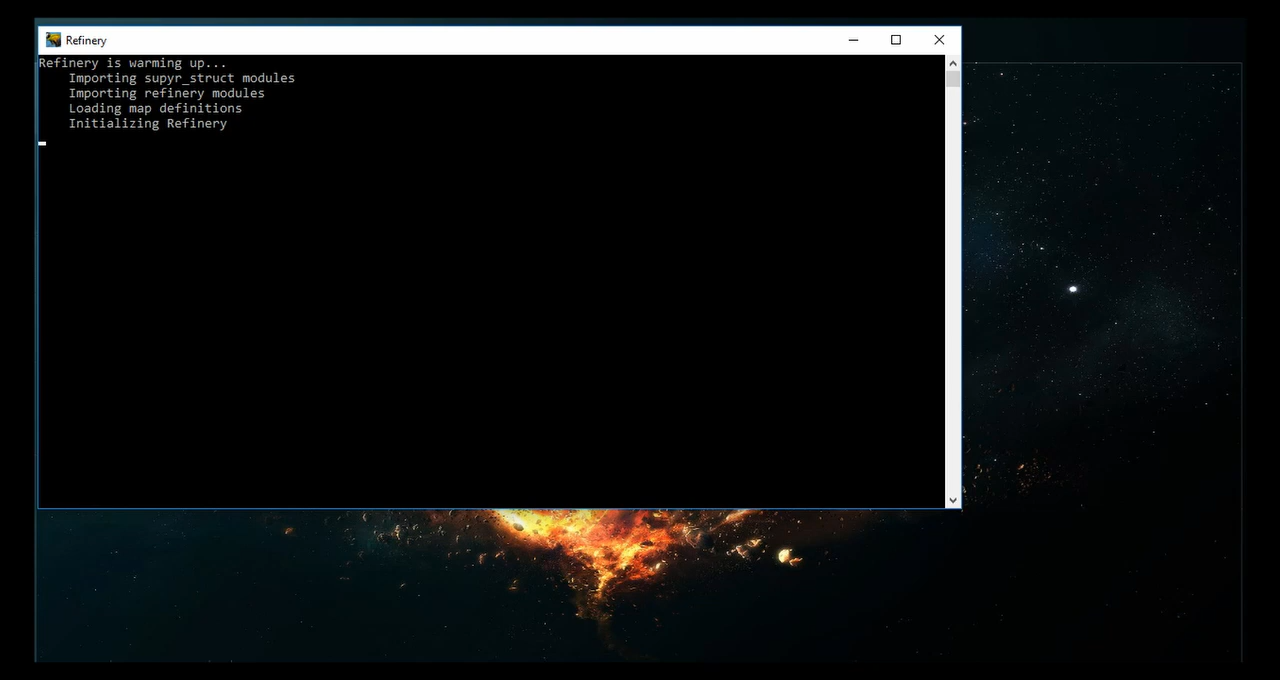 Refinery
Refinery is warming up...
Importing supyr_struct modules
Importing refinery modules
Loading map definitions
Initializing Refinery